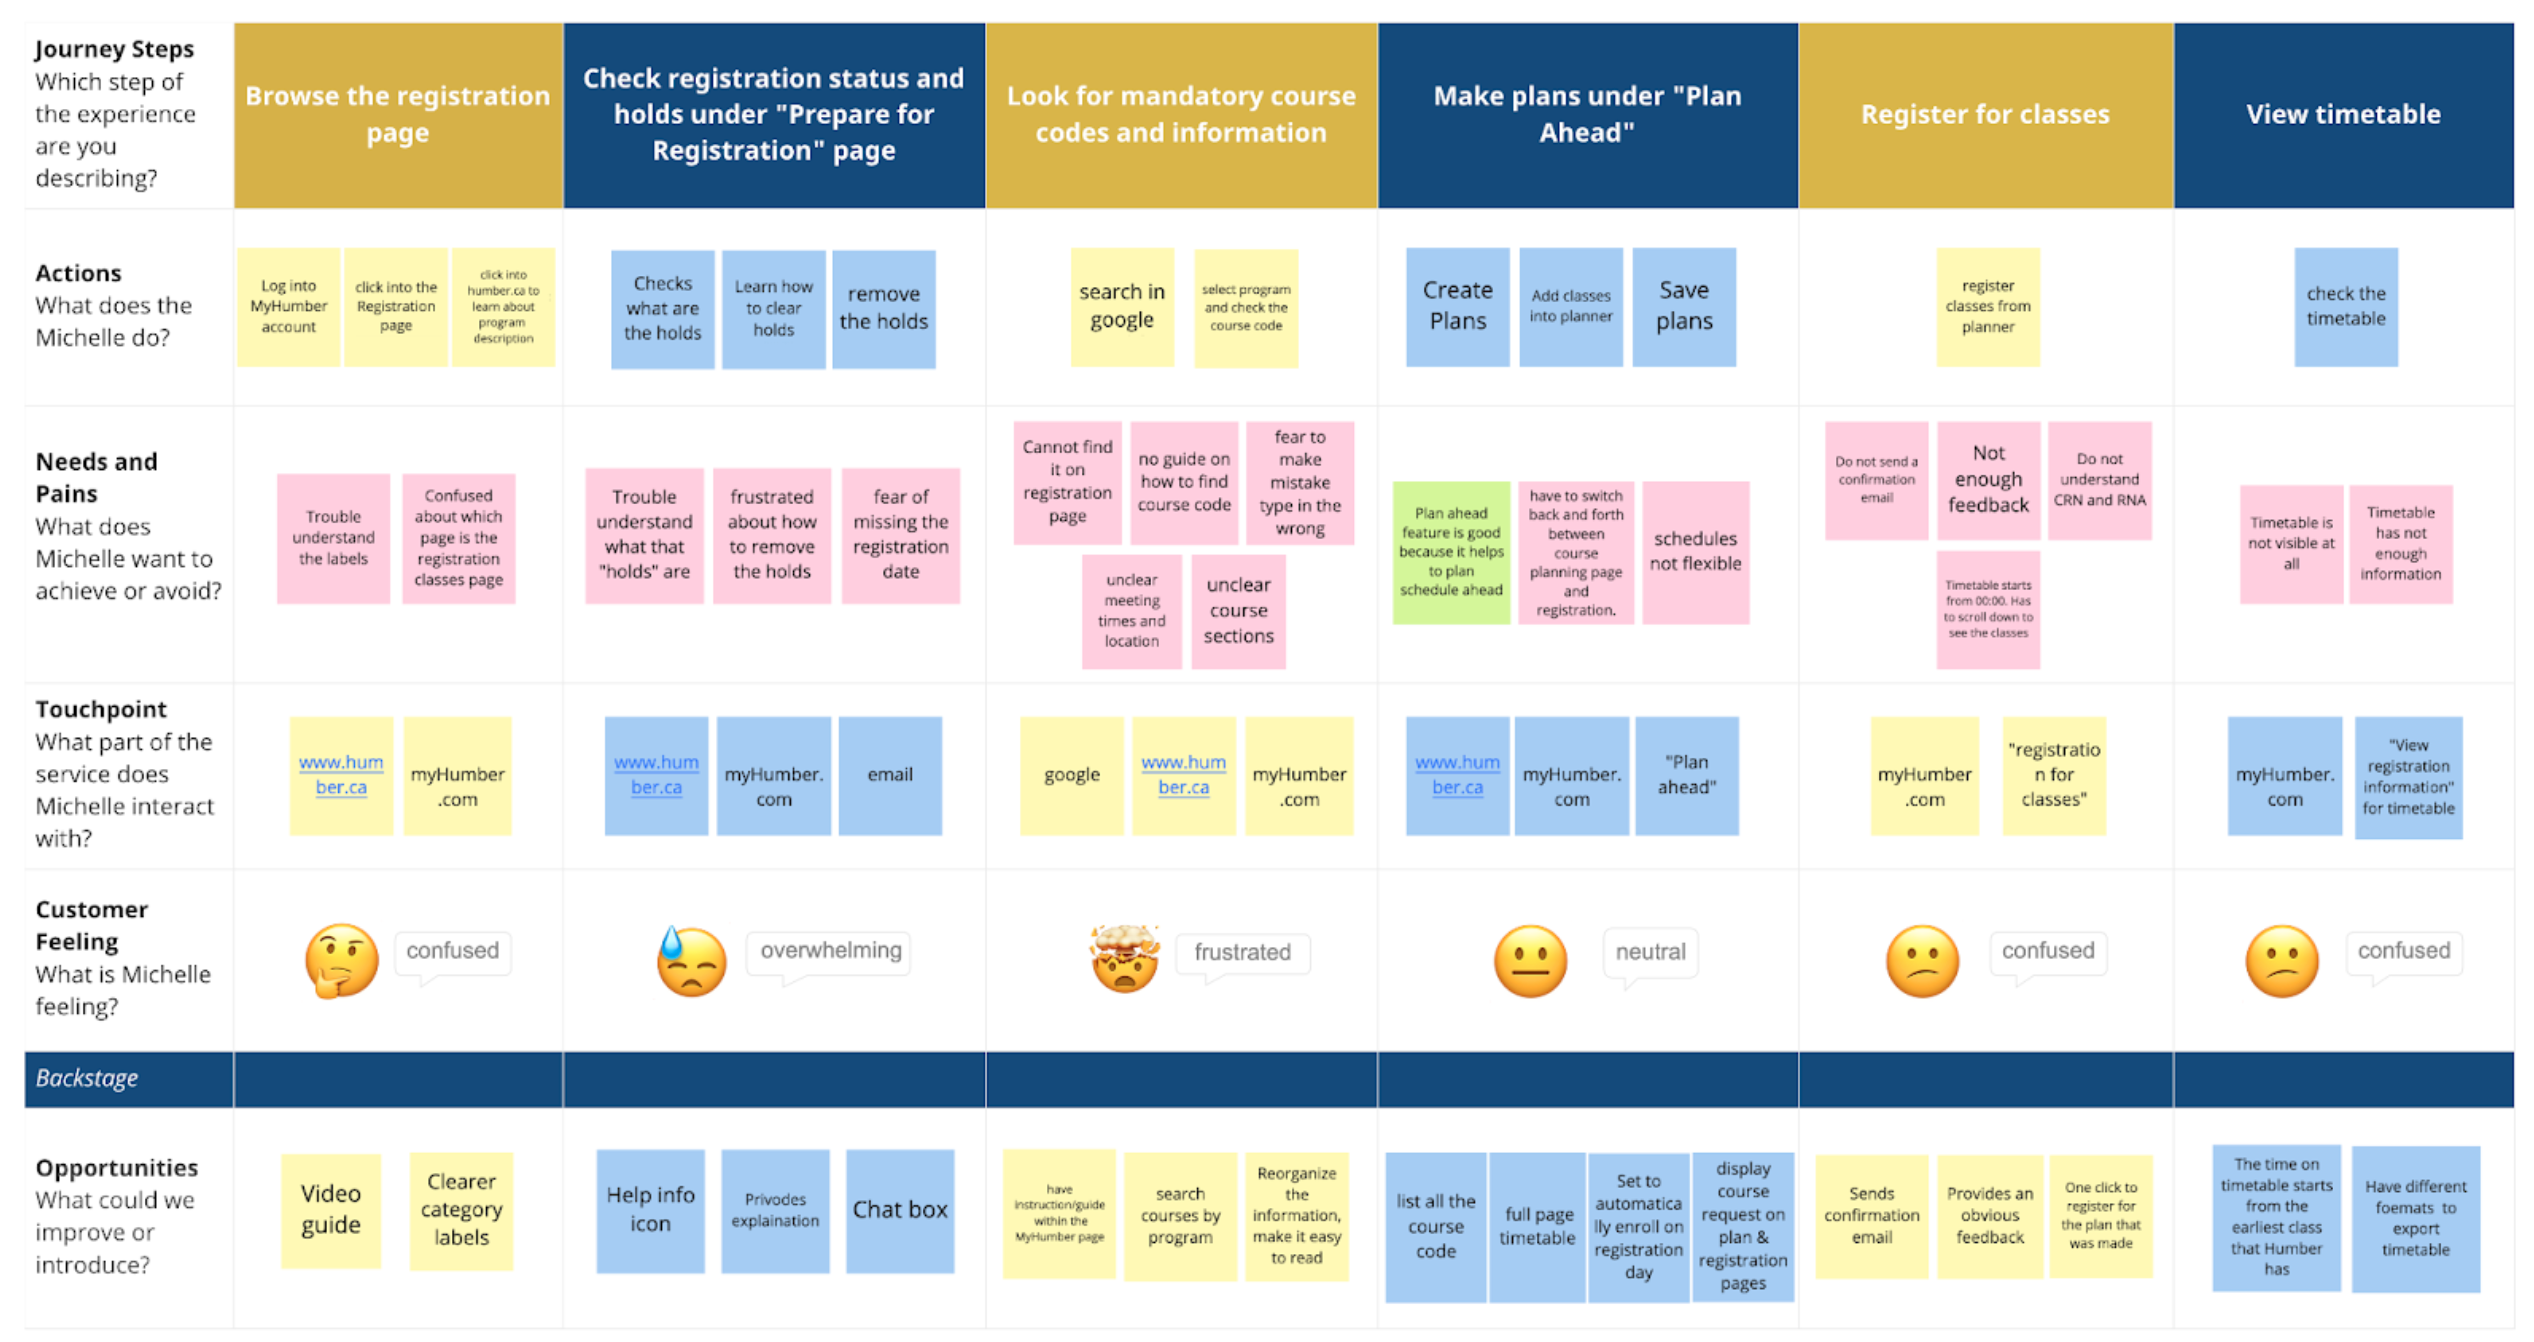 Journey Steps
Which step of
the experience
are you
describing?
Browse the registration
page
Check registration status and
holds under "Prepare for
Registration" page
Look for mandatory course
codes and information
Make plans under "Plan
Ahead"
Register for classes
View timetable
Actions
What does the
Michelle do?
Log into
MyHumber
account
click into the
Registration
page
click into
humber.ca to
learn about
program
description
Checks
what are
the holds
Learn how
to clear
holds
remove
the holds
search in
google
select program
and check the
course code
Create
Plans
Add classes
into planner
Save
plans
register
classes from
planner
check the
timetable
Needs and
Pains
What does
Michelle want to
achieve or avoid?
Trouble
understand
the labels
Confused
about which
page is the
registration
classes page
Trouble
understand
what that
"holds" are
frustrated
about how
to remove
the holds
fear of
missing the
registration
date
Cannot find
it on
registration
page
no guide on
how to find
course code
fear to
make
mistake
type in the
wrong
unclear
meeting
times and
location
unclear
course
sections
Plan ahead
feature is good
because it helps
to plan
schedule ahead
have to switch
back and forth
between
course
planning page
and
registration.
schedules
not flexible
Do not send a
confirmation
email
Not
enough
feedback
Do not
understand
CRN and RNA
Timetable starts
from 00:00. Has
to scroll down to
see the classes
Timetable is
not visible at
all
Timetable
has not
enough
information
Touchpoint
What part of the
service does
Michelle interact
with?
www.hum
ber.ca
myHumber
.com
www.hum
ber.ca
myHumber.
com
email
google
www.hum
ber.ca
myHumber
.com
www.hum
ber.ca
myHumber.
com
"Plan
ahead"
myHumber
.com
"registratio
n for
classes"
myHumber.
com
"View
registration
information"
for timetable
Customer
Feeling
What is Michelle
feeling?
confused
overwhelming
frustrated
neutral
confused
confused
Backstage
Opportunities
What could we
improve or
introduce?
Video
guide
Clearer
category
labels
Help info
icon
Privodes
explaination
Chat box
have
instruction/guide
within the
MyHumber page
search
courses by
program
Reorganize
the
information,
make it easy
to read
list all the
course
code
full page
timetable
Set to
automatica
lly enroll on
registration
day
display
course
request on
plan &
registration
pages
Sends
confirmation
email
Provides an
obvious
feedback
One click to
register for
the plan that
was made
The time on
timetable starts
from the
earliest class
that Humber
has
Have different
foemats to
export
timetable